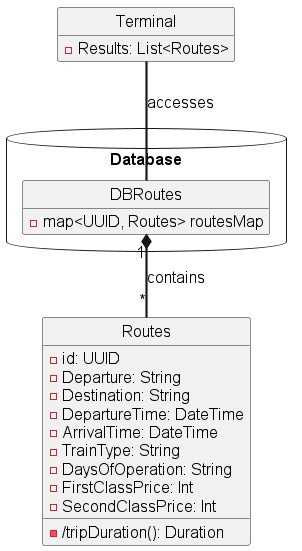 Terminal
Results: List<Routes>
accesses
Database
DBRoutes
map<UUID, Routes> routesMap
1
contains
*
Routes
id: UUID
Departure: String
Destination: String
DepartureTime: DateTime
ArrivalTime: DateTime
TrainType: String
DaysOfOperation: String
FirstClassPrice: Int
SecondClassPrice: Int
/tripDuration(): Duration